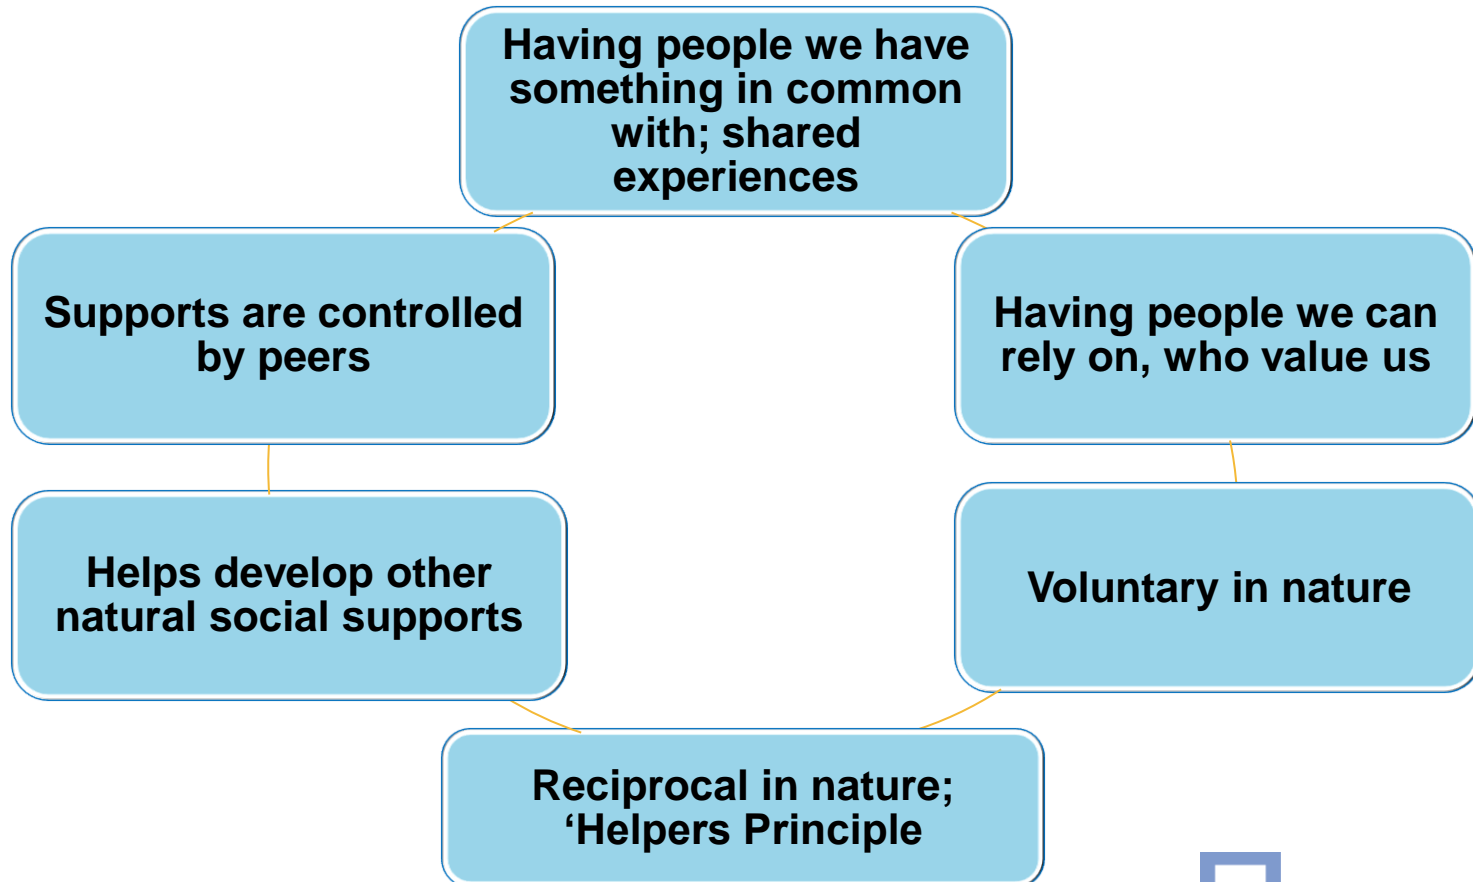 Having people we have
something in common
with; shared
experiences
Supports are controlled
by peers
Having people we can
rely on, who value us
Helps develop other
natural social supports
Voluntary in nature
Reciprocal in nature;
‘Helpers Principle